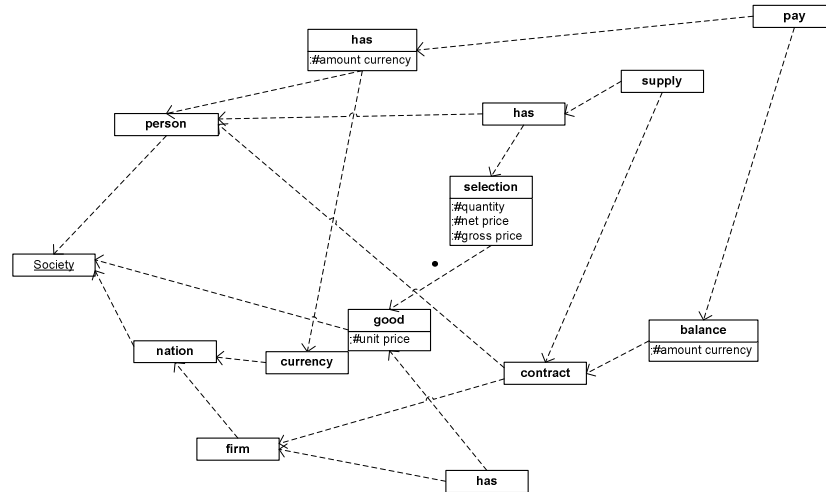 pay
has
:#amount currency
supply
has
person
selection
:#quantity
:#net price
:#gross price
Society
good
:#unit price
balance
:#amount currency
nation
currency
contract
firm
has